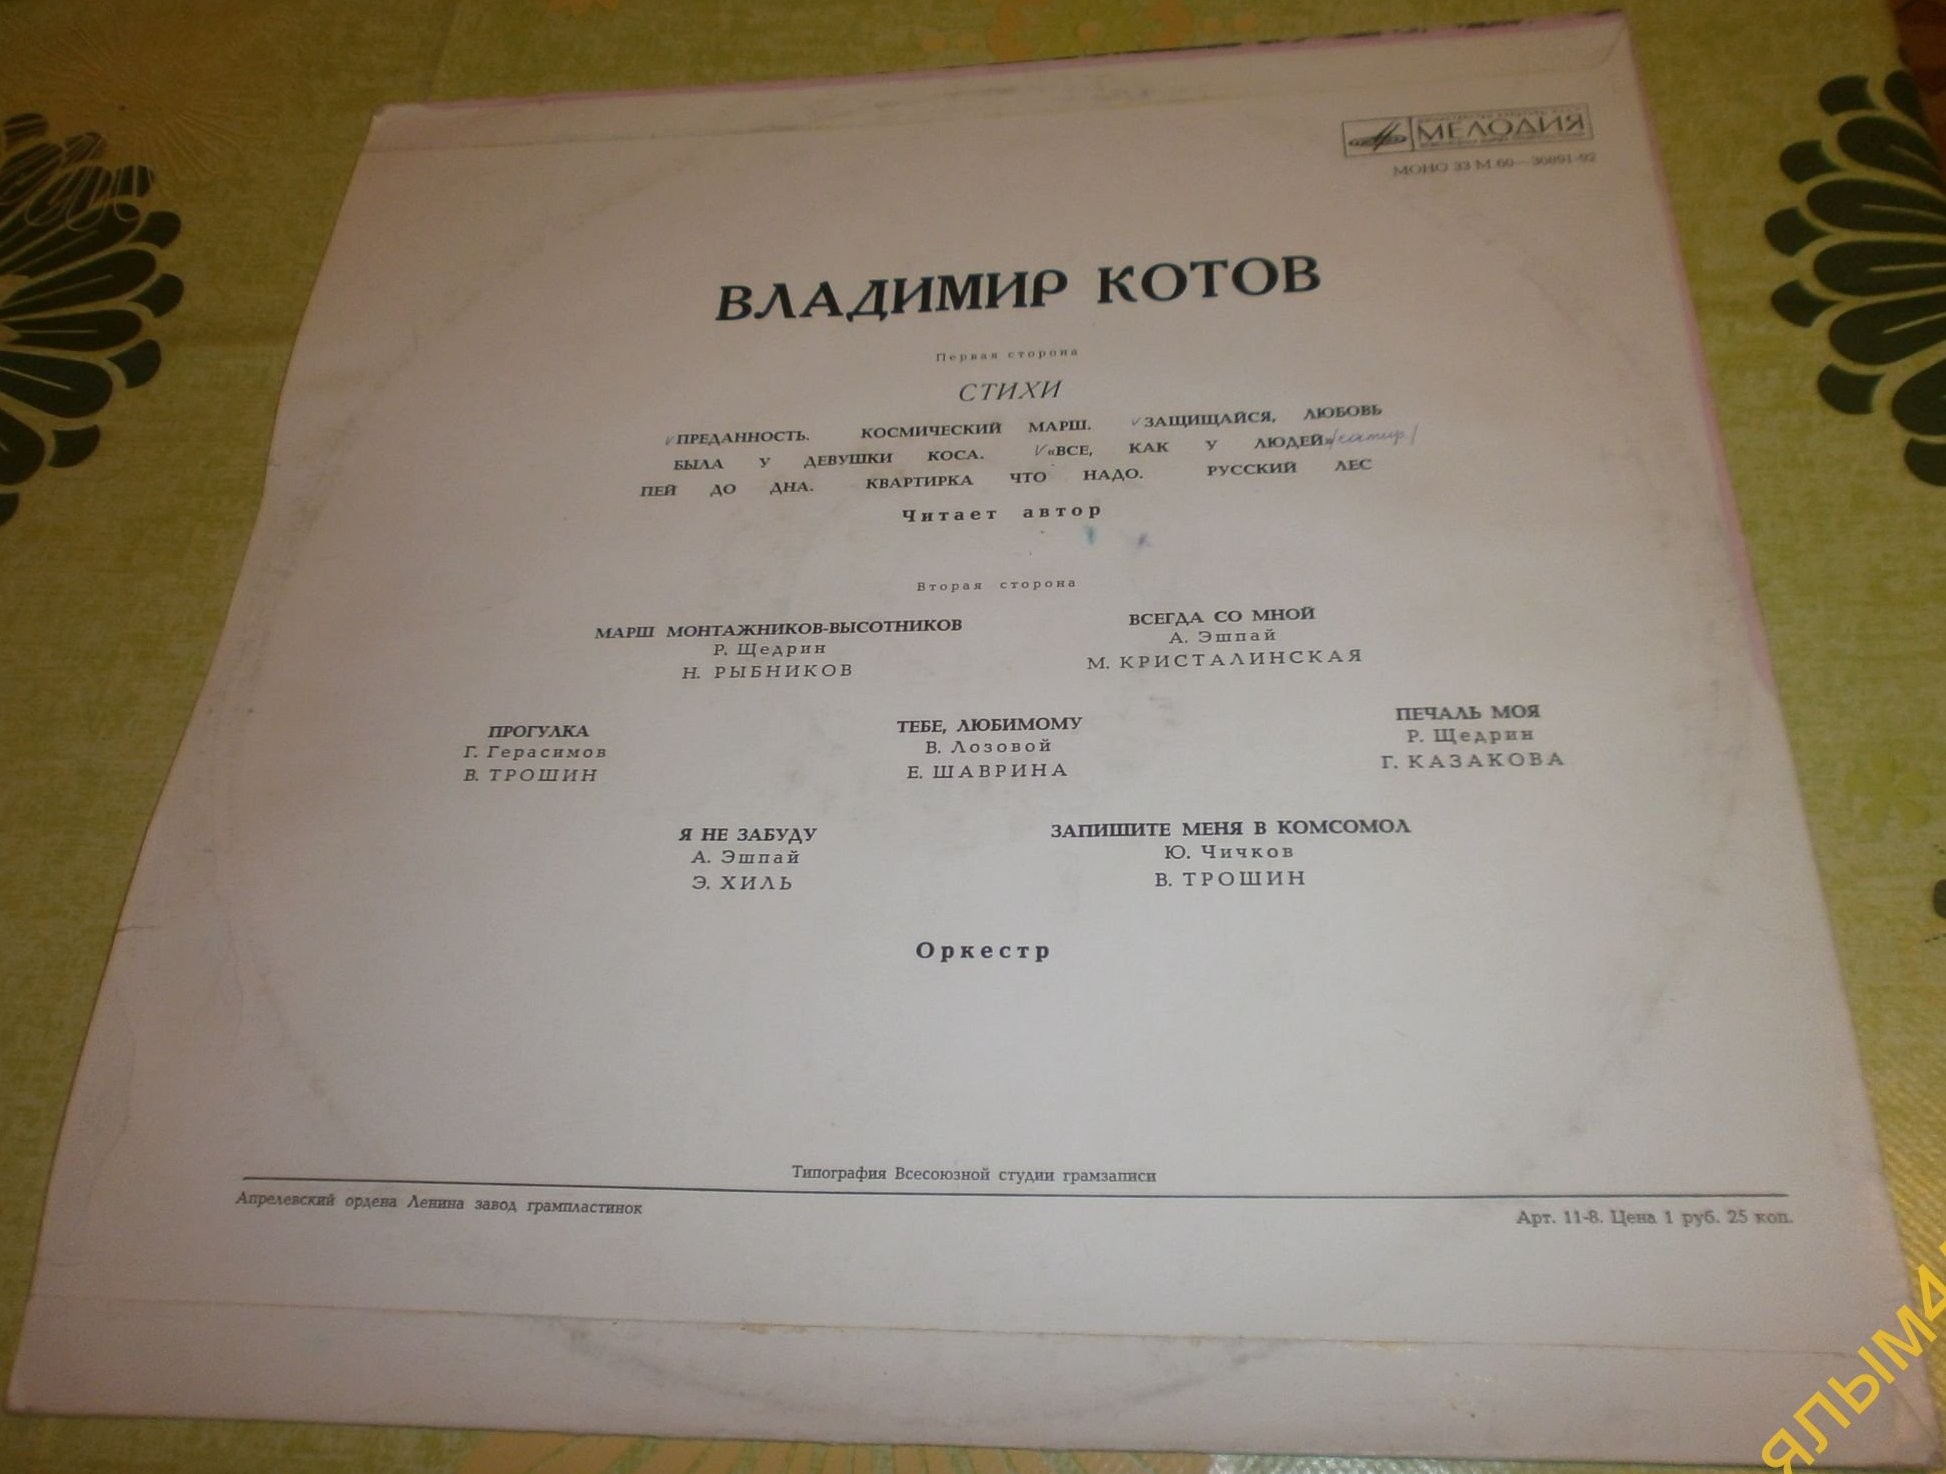 МЕЛОДИЯ
МОНО 33 М 60—36891-92
ВЛАДИМИР КОТОВ
Первая сторона
СТИХИ
ПРЕДАННОСТЬ. КОСМИЧЕСКИЙ МАРШ. ЗАЩИЩАЙСЯ, ЛЮБОВЬ
БЫЛА У ДЕВУШКИ КОСА. «ВСЕ, КАК У ЛЮДЕЙ»
ПЕЙ ДО ДНА. КВАРТИРКА ЧТО НАДО. РУССКИЙ ЛЕС
Читает автор
Вторая сторона
МАРШ МОНТАЖНИКОВ-ВЫСОТНИКОВ
Р. Щедрин
Н. РЫБНИКОВ
ВСЕГДА СО МНОЙ
А. Эшпай
М. КРИСТАЛИНСКАЯ
ПРОГУЛКА
Г. Герасимов
В. ТРОШИН
ТЕБЕ, ЛЮБИМОМУ
В. Лозовой
Е. ШАВРИНА
ПЕЧАЛЬ МОЯ
Р. Щедрин
Г. КАЗАКОВА
Я НЕ ЗАБУДУ
А. Эшпай
Э. ХИЛЬ
ЗАПИШИТЕ МЕНЯ В КОМСОМОЛ
Ю. Чичков
В. ТРОШИН
Оркестр
Типография Всесоюзной студии грамзаписи
Апрелевский ордена Ленина завод грампластинок
Арт. 11-8. Цена 1 руб. 25 коп.